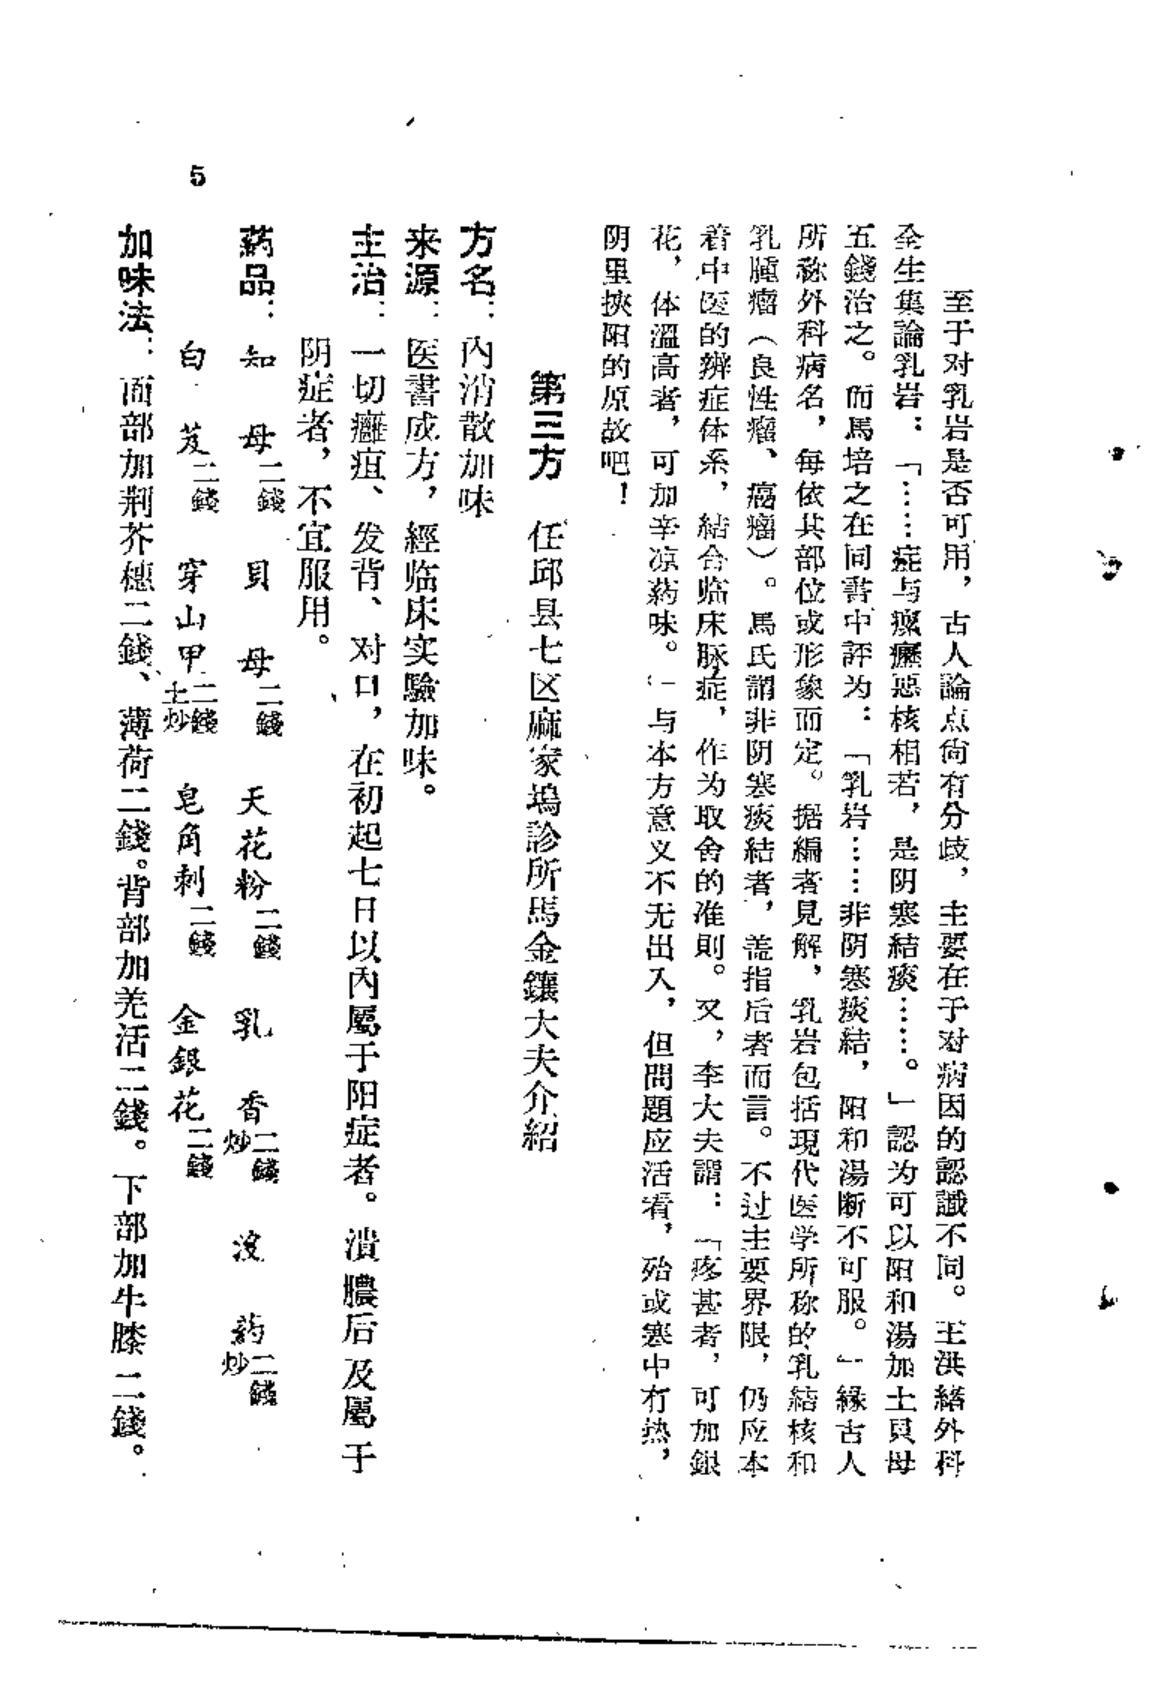 至于对乳岩是否可用，古人論点尙有分歧，主要在于对病因的認識不同。王洪緒外科
全生集論乳岩：「……症与瘰癧惡核相若，是阴寒結痰……。」認为可以阳和湯加土貝母
五錢治之。而馬培之在同書中評为：「乳岩……非阴寒痰結，阳和湯断不可服。」緣古人
所称外科病名，每依其部位或形象而定。据編者見解，乳岩包括現代医学所称的乳結核和
乳腫瘤（良性瘤、癌瘤）。馬氏謂非阴寒痰結者，盖指后者而言。不过主要界限，仍应本
着中医的辨症体系，結合临床脉症，作为取舍的准則。又，李大夫謂：「疼甚者，可加銀
花，体溫高者，可加辛凉葯味。」与本方意义不无出入，但問題应活看，殆或寒中有热，
阴里挾阳的原故吧！
第三方　任邱县七区麻家塢診所馬金鑲大夫介紹
方名：內消散加味
来源：医書成方，經临床实驗加味。
主治：一切癰疽、发背、对口，在初起七日以內屬于阳症者。潰膿后及屬于
阴症者，不宜服用。
葯品：知母二錢　貝母二錢　天花粉二錢　乳香二錢炒　沒葯二錢炒
白芨二錢　穿山甲二錢土炒　皂角刺二錢　金銀花二錢
加味法：面部加荆芥穗二錢、薄荷二錢。背部加羌活二錢。下部加牛膝二錢。
5